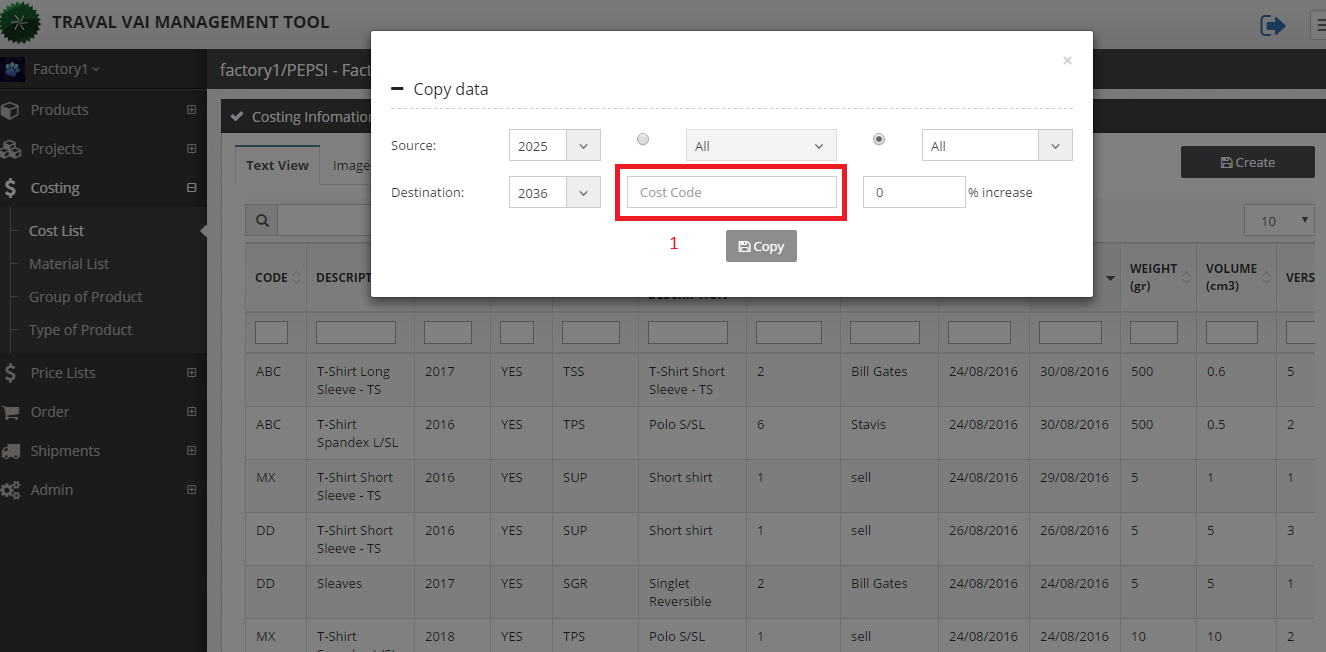 TRAVAL VAI MANAGEMENT TOOL
Factory1
Products
Projects
Costing
Cost List
Material List
Group of Product
Type of Product
Price Lists
Order
Shipments
Admin
factory1/PEPSI - Fact
Costing Infomation
Text View
Image
Create
10
×
Copy data
Source:
2025
All
All
Destination:
2036
Cost Code
0
% increase
1
Copy
CODE
DESCRIPT
DESCRIPTION
WEIGHT (gr)
VOLUME (cm3)
VERS
ABC T-Shirt Long Sleeve - TS 2017 YES TSS T-Shirt Short Sleeve - TS 2 Bill Gates 24/08/2016 30/08/2016 500 0.6 5
ABC T-Shirt Spandex L/SL 2016 YES TPS Polo S/SL 6 Stavis 24/08/2016 30/08/2016 500 0.5 2
MX T-Shirt Short Sleeve - TS 2016 YES SUP Short shirt 1 sell 24/08/2016 29/08/2016 5 1 1
DD T-Shirt Short Sleeve - TS 2016 YES SUP Short shirt 1 sell 26/08/2016 26/08/2016 5 5 3
DD Sleaves 2017 YES SGR Singlet Reversible 2 Bill Gates 24/08/2016 24/08/2016 5 5 1
MX T-Shirt Spandex L/SL 2018 YES TPS Polo S/SL 1 sell 24/08/2016 24/08/2016 10 10 2